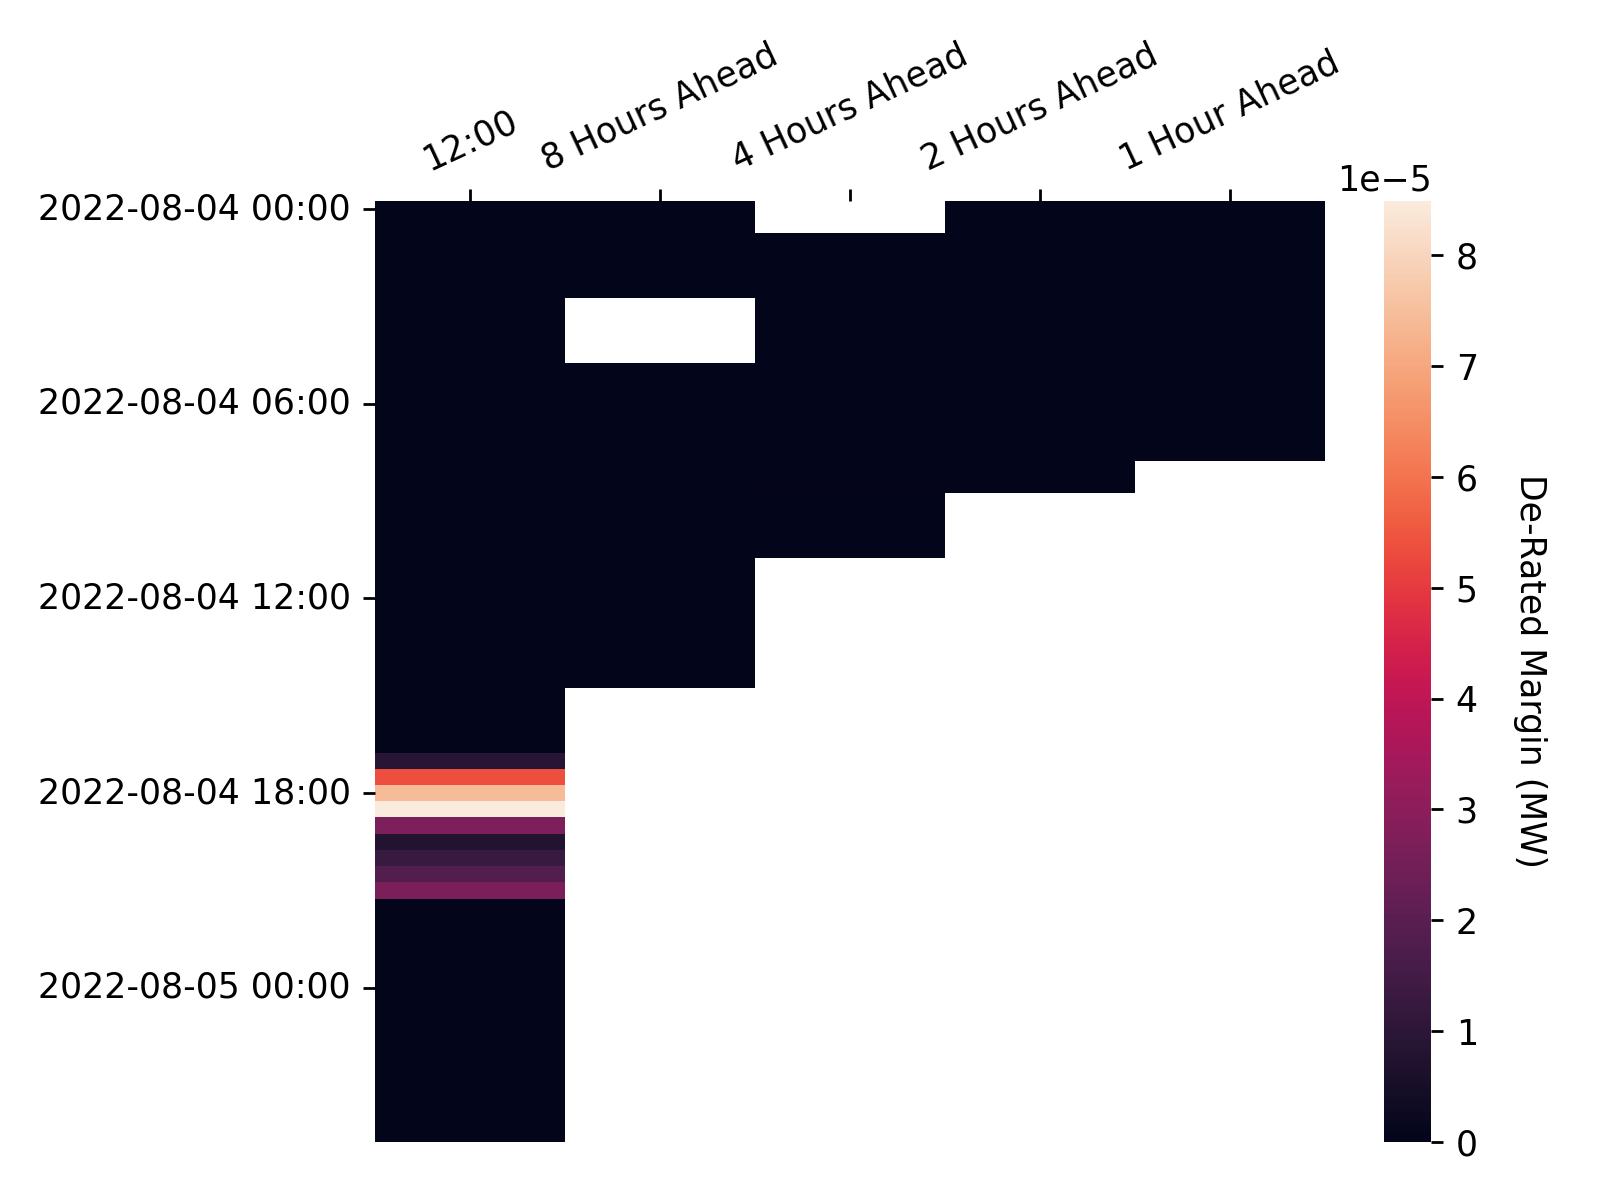 12:00
8 Hours Ahead
4 Hours Ahead
2 Hours Ahead
1 Hour Ahead
1e−5
2022-08-04 00:00
2022-08-04 06:00
2022-08-04 12:00
2022-08-04 18:00
2022-08-05 00:00
8
7
6
5
4
3
2
1
0
De-Rated Margin (MW)